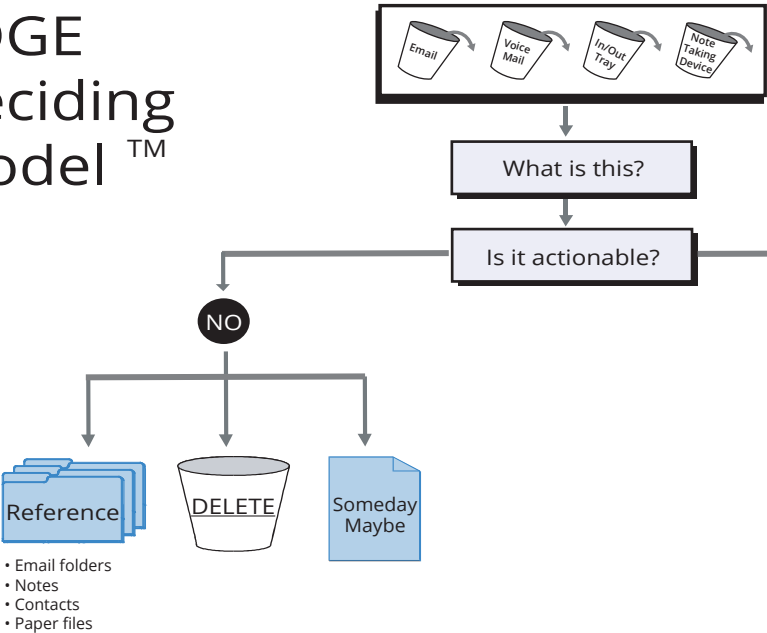 DGE
eciding
odel ™
Email
Voice
Mail
In/Out
Tray
Note
Taking
Device
What is this?
Is it actionable?
NO
Reference
DELETE
Someday
Maybe
• Email folders
• Notes
• Contacts
• Paper files